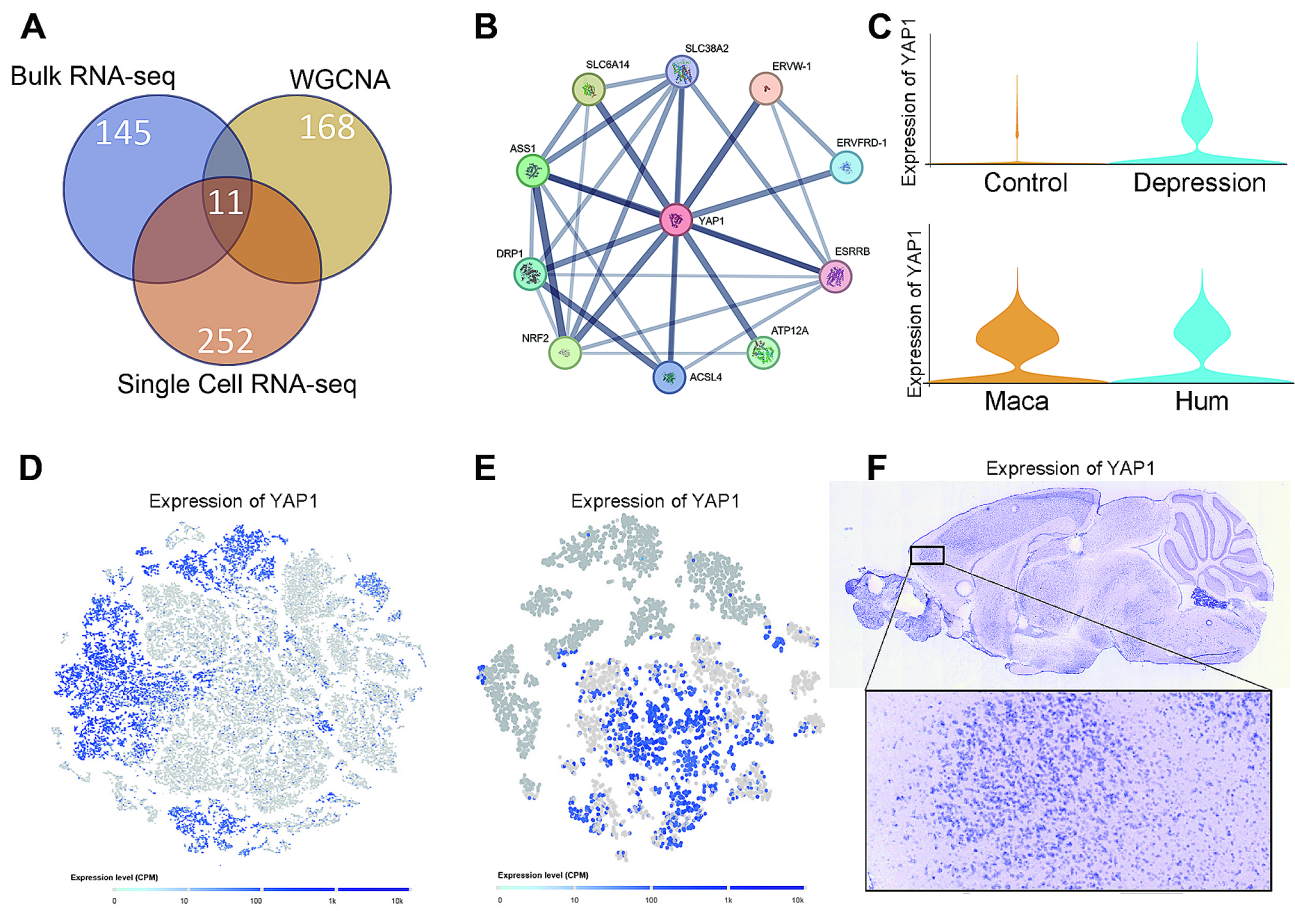 A
Bulk RNA-seq
WGCNA
145
168
11
252
Single Cell RNA-seq
B
SLC38A2
SLC6A14
ERVW-1
ASS1
ERVFRD-1
YAP1
DRP1
ESRRB
NRF2
ATP12A
ACSL4
C
Expression of YAP1
Control
Depression
Expression of YAP1
Maca
Hum
D
Expression of YAP1
Expression level (CPM)
0
10
100
1k
10k
E
Expression of YAP1
Expression level (CPM)
0
10
100
1k
10k
F
Expression of YAP1